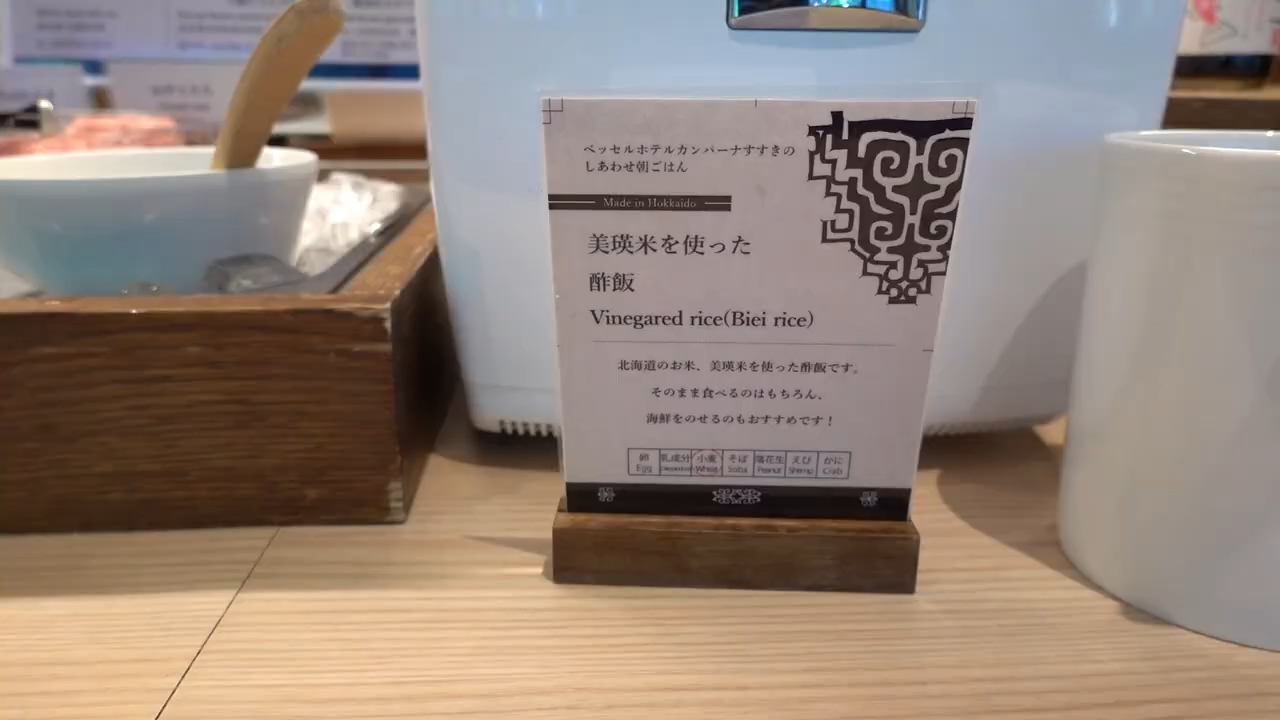 ベッセルホテルカンパーナすすきの
しあわせ朝ごはん
Made in Hokkaido
美瑛米を使った
酢飯
Vinegared rice(Biei rice)
北海道のお米、美瑛米を使った酢飯です。
そのまま食べるのはもちろん、
海鮮をのせるのもおすすめです！
卵 乳成分 小麦 そば 落花生 えび かに
Egg Wheat Soba Peanut Shrimp Crab